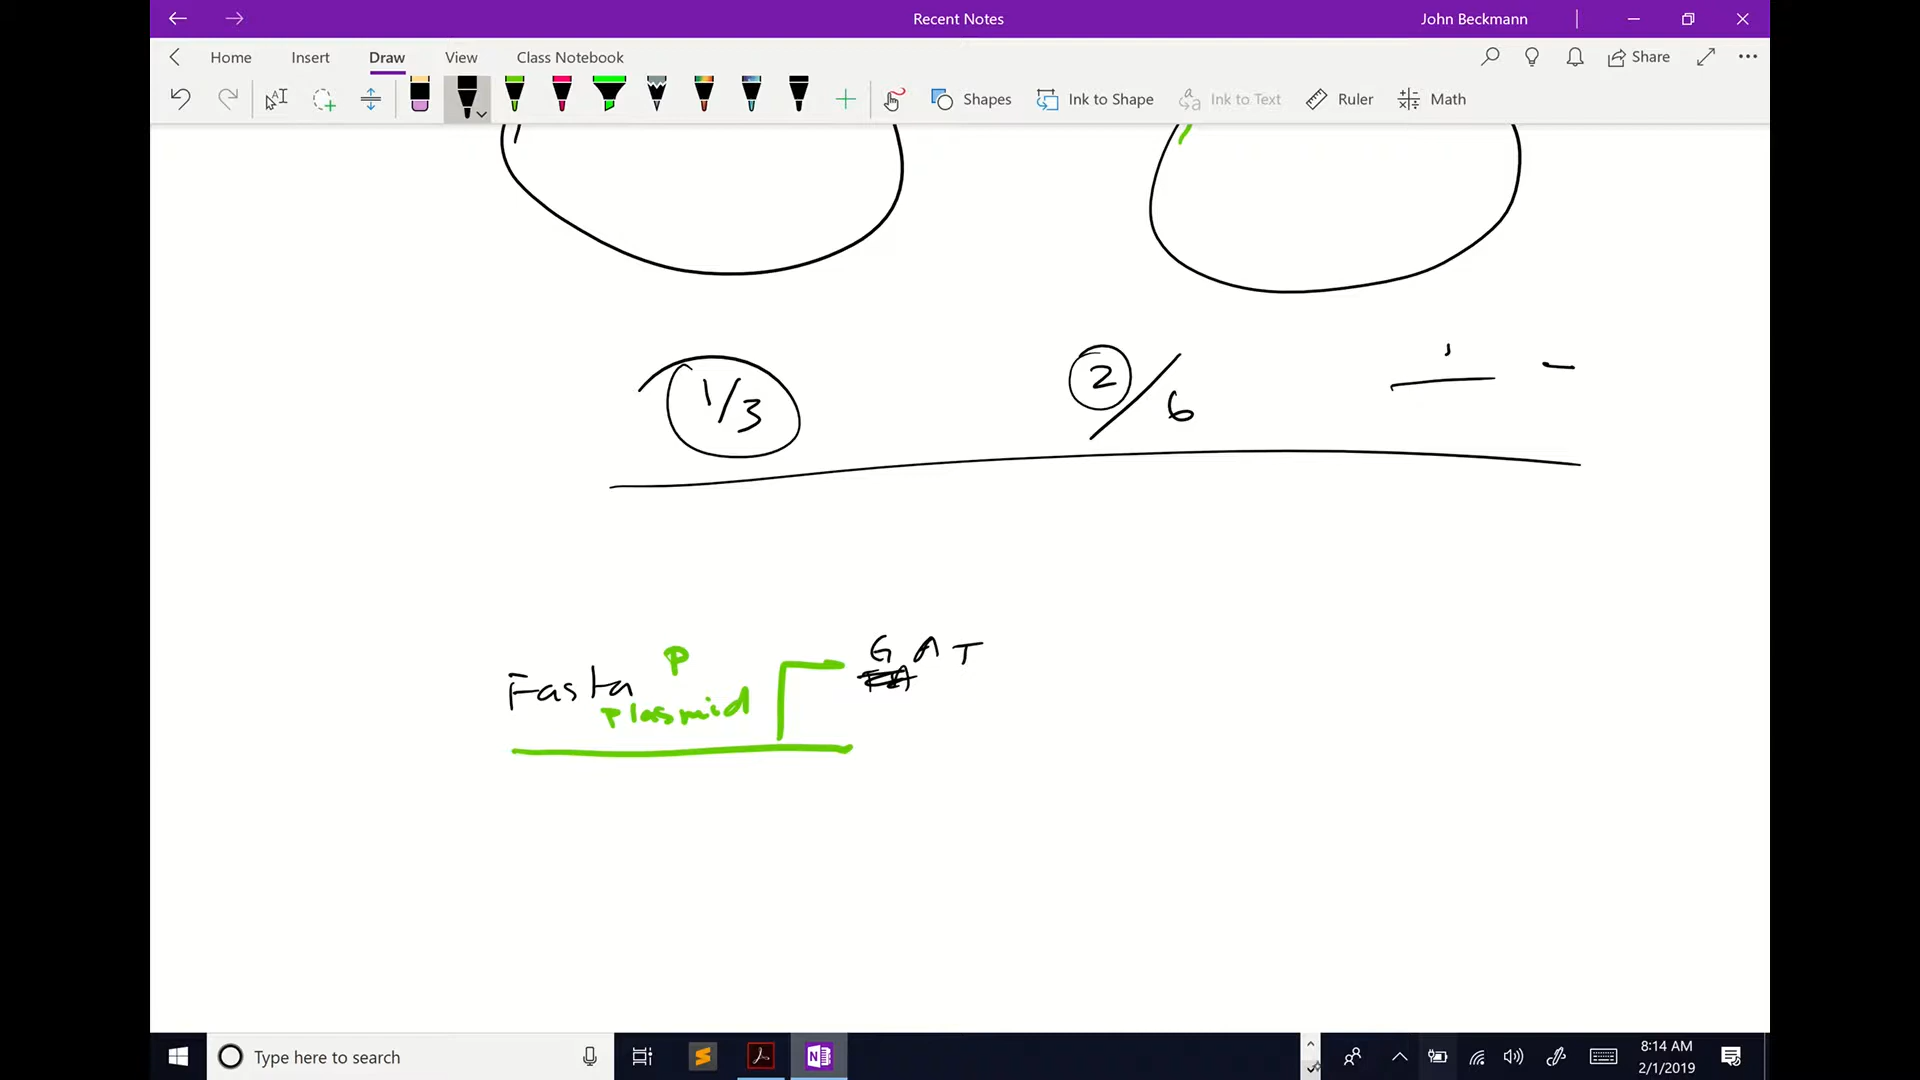 Recent Notes
John Beckmann
Home Insert Draw View Class Notebook
Share
Shapes Ink to Shape Ink to Text Ruler Math
1/3
2/6
Fasta
P
plasmid
G A T
Type here to search
8:14 AM
2/1/2019